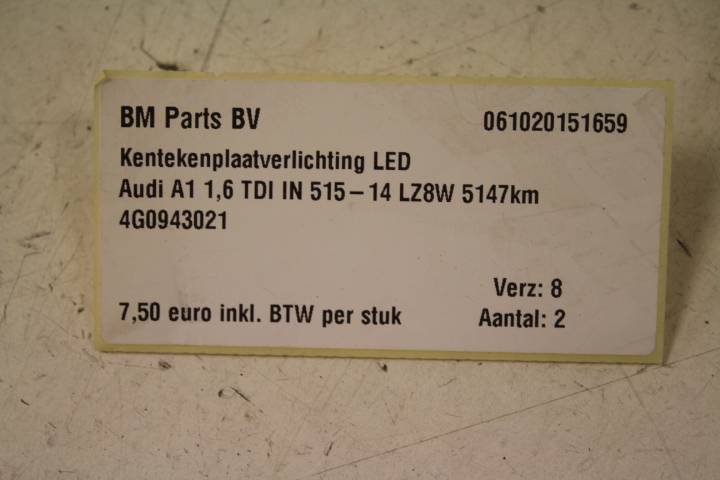 BM Parts BV 061020151659
Kentekenplaatverlichting LED
Audi A1 1,6 TDI IN 515-14 LZ8W 5147km
4G0943021
Verz: 8
7,50 euro inkl. BTW per stuk Aantal: 2